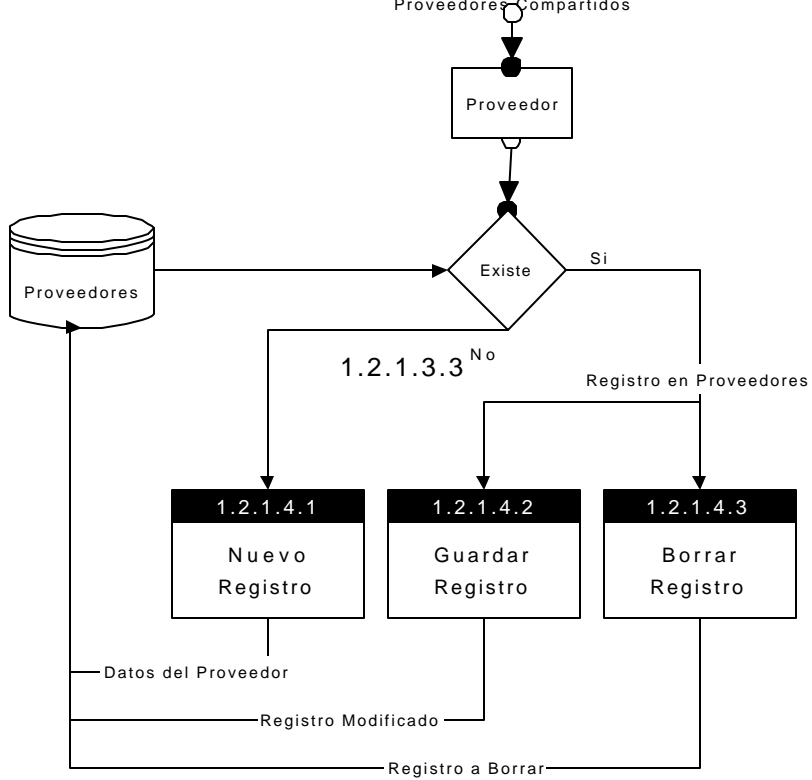 Proveedores Compartidos
Proveedor
Existe
Si
Proveedores
1.2.1.3.3 No
Registro en Proveedores
1.2.1.4.1
Nuevo
Registro
1.2.1.4.2
Guardar
Registro
1.2.1.4.3
Borrar
Registro
Datos del Proveedor
Registro Modificado
Registro a Borrar